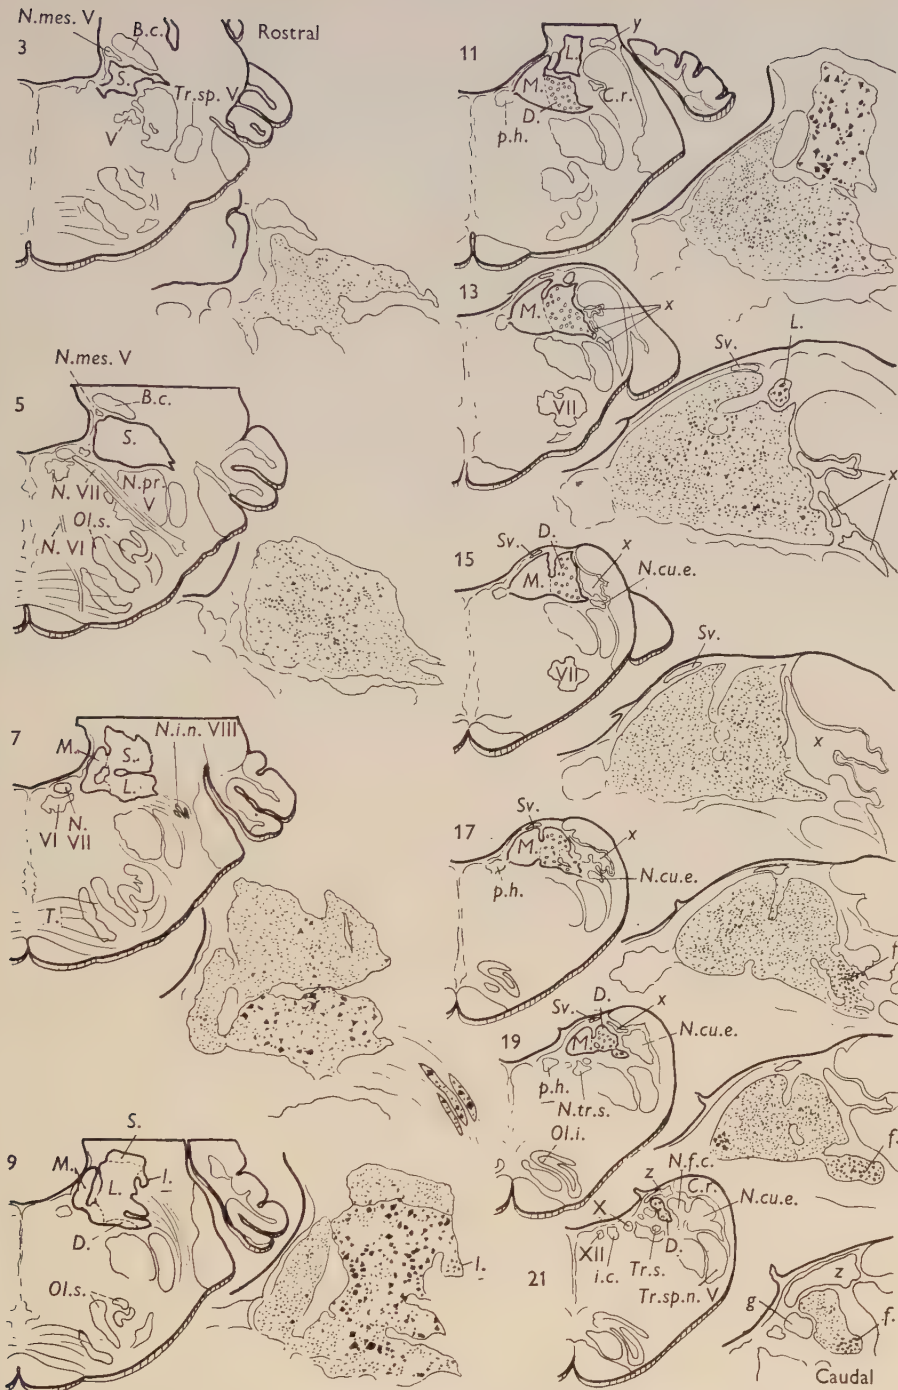 N.mes. V
B.c.
3
Rostral
S.
Tr.sp. V
V
N.mes. V
B.c.
5
S.
N. VII
N.pr. V
Ol.s.
N. VI
7
N.i.n. VIII
M.
S.
L.
VI
N. VII
T.
9
S.
M.
L.
l.
D.
Ol.s.
l.
11
y
L.
M.
C.r.
D.
p.h.
13
M.
x
VII
Sv.
L.
x
15
D.
Sv.
x
M.
N.cu.e.
VII
Sv.
x
17
Sv.
M.
x
p.h.
N.cu.e.
f.
19
D.
Sv.
x
M.
N.cu.e.
p.h.
N.tr.s.
Ol.i.
f.
21
N.f.c.
z
C.r.
X
N.cu.e.
XII
D.
i.c.
Tr.s.
Tr.sp.n. V
z
g
f.
Caudal